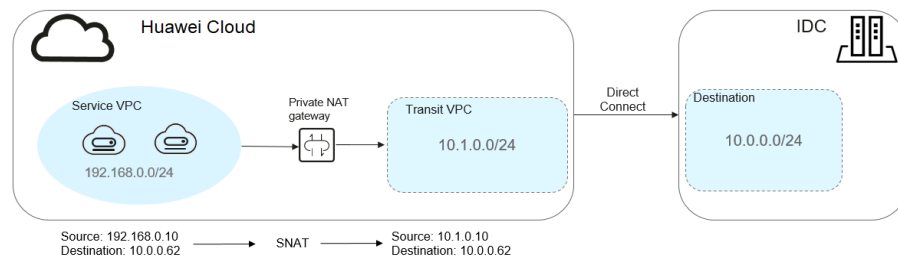 Huawei Cloud
IDC
Service VPC
192.168.0.0/24
Private NAT
gateway
Transit VPC
10.1.0.0/24
Direct
Connect
Destination
10.0.0.0/24
Source: 192.168.0.10
Destination: 10.0.0.62
SNAT
Source: 10.1.0.10
Destination: 10.0.0.62